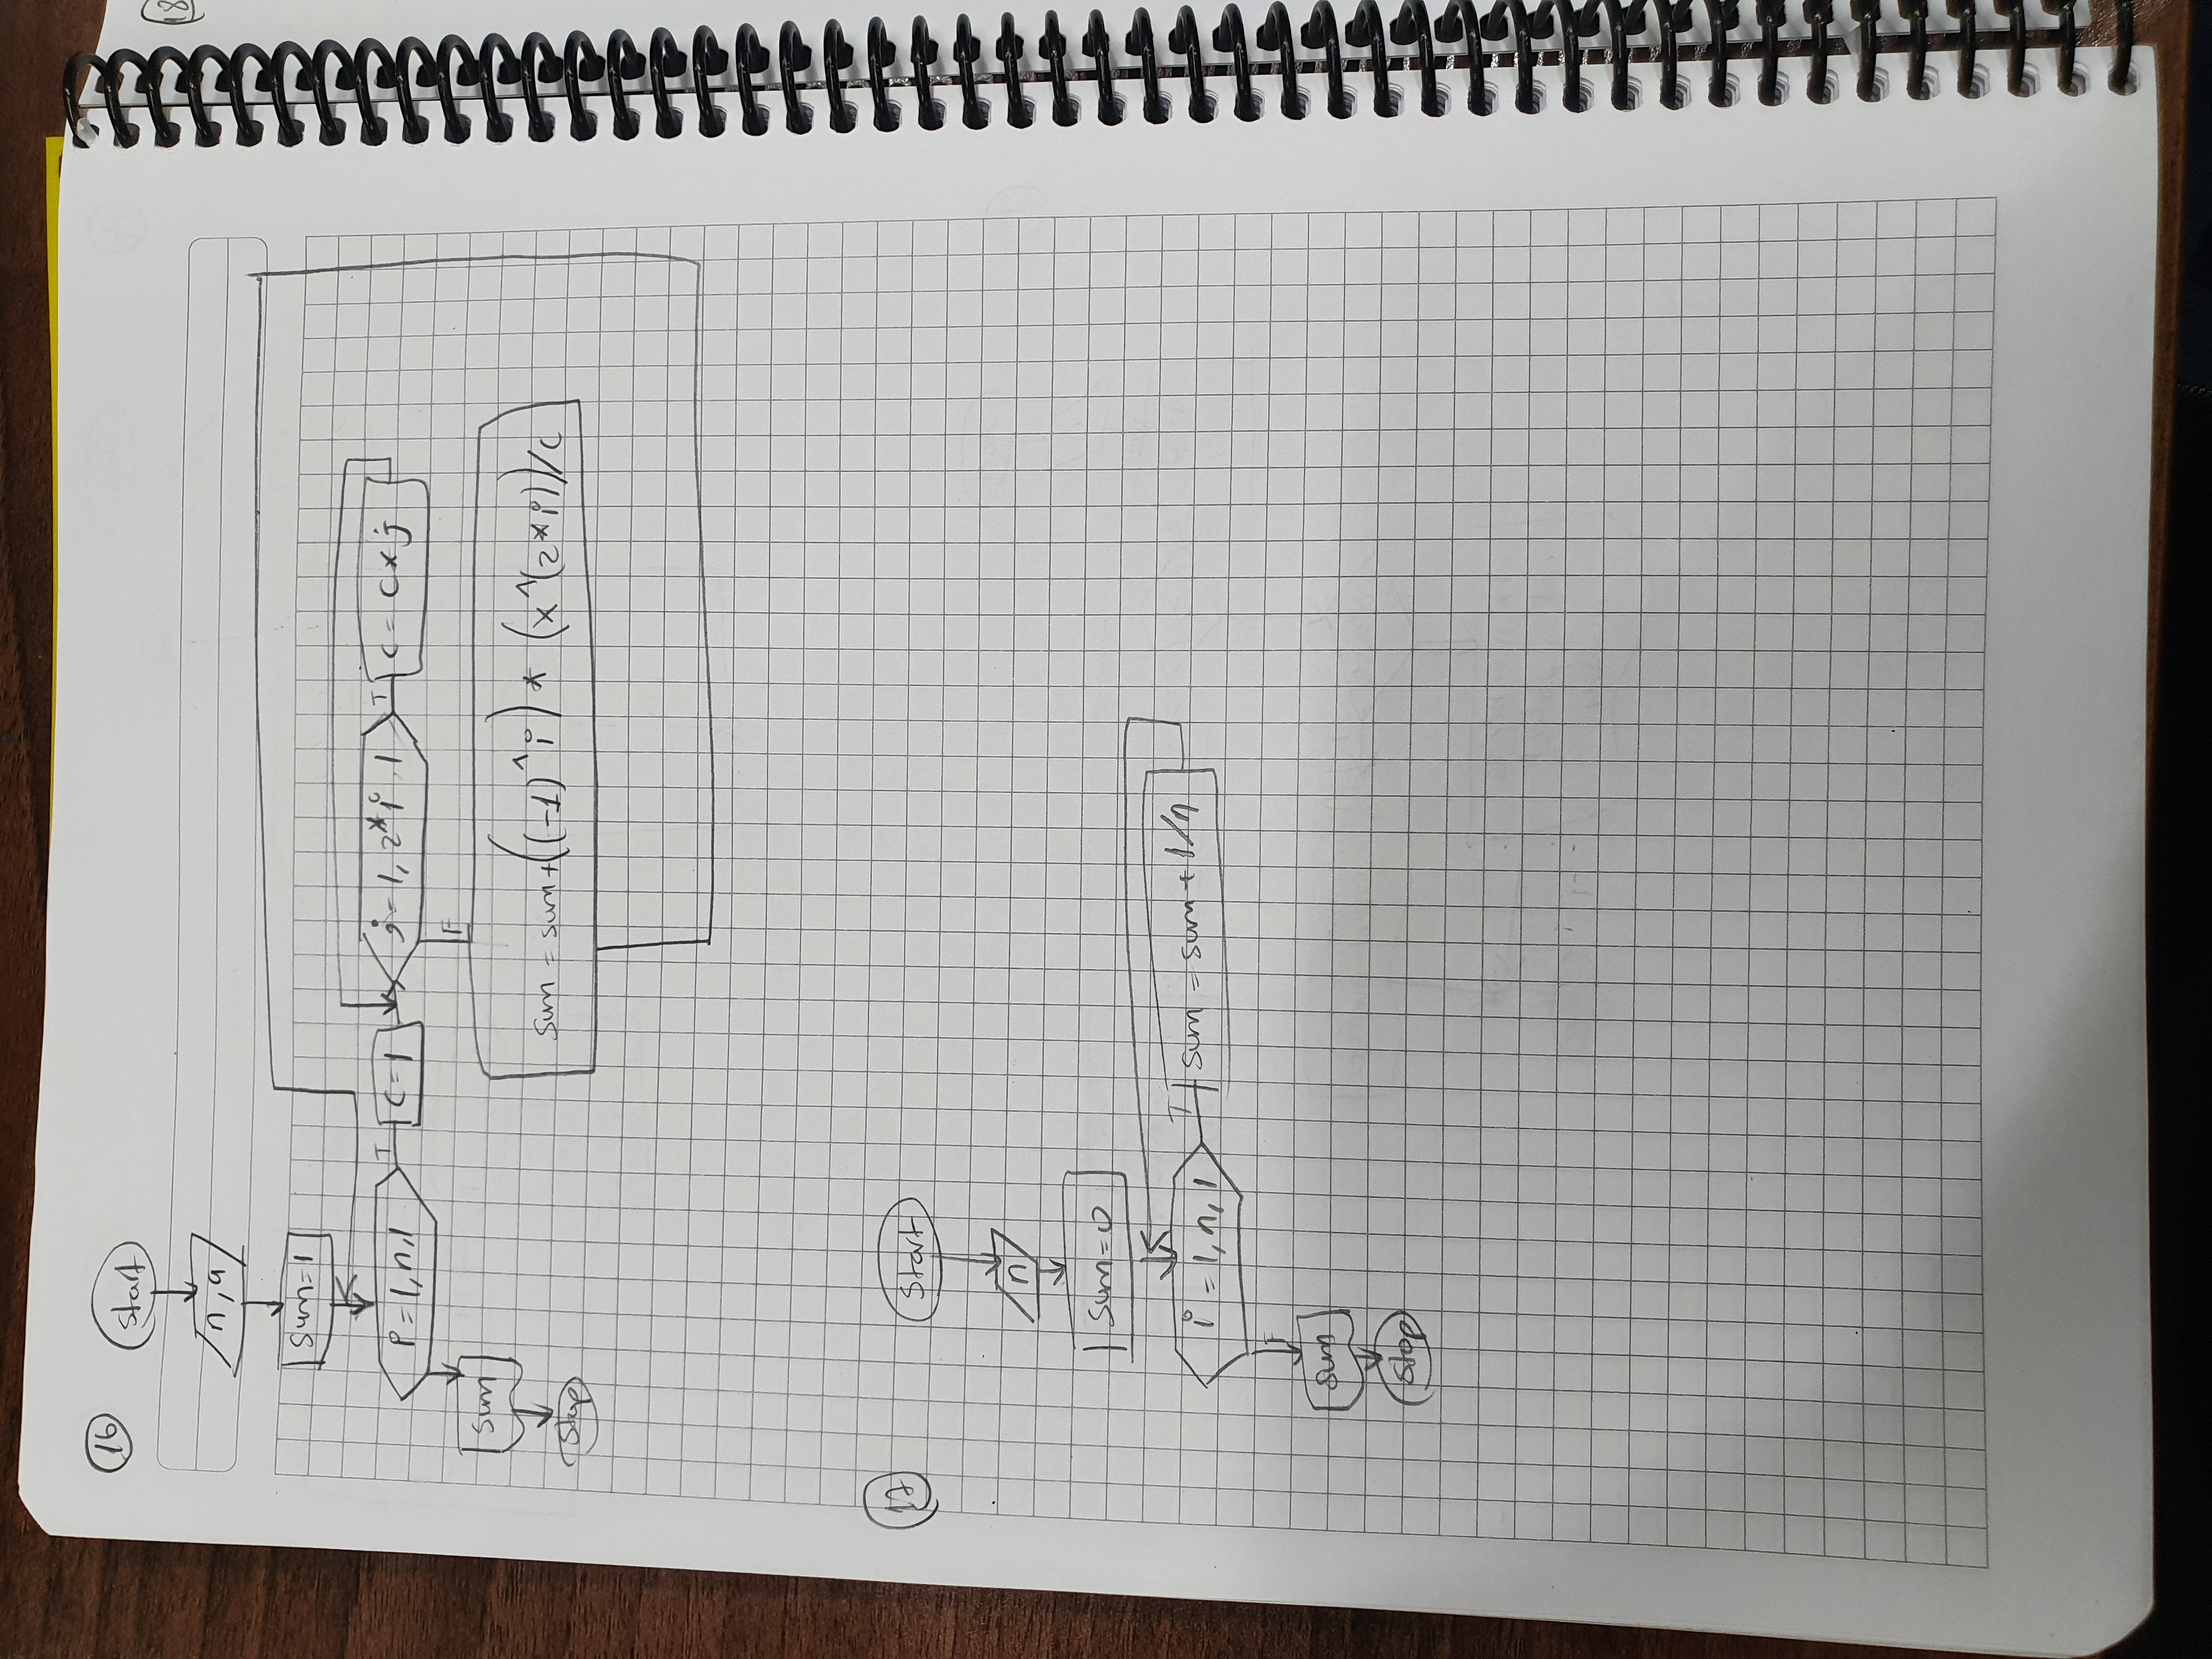 16
Start
n, a
sum=1
i = 1, n, 1
T
c=1
j = 1, 2*i, 1
T
c = c x j
F
sum
sum = sum + ((-1)^i) * (x^(2*i))/c
Stop
18
17
Start
n
sum=0
i = 1, n, 1
T
sum = sum + 1/n
F
sum
Stop